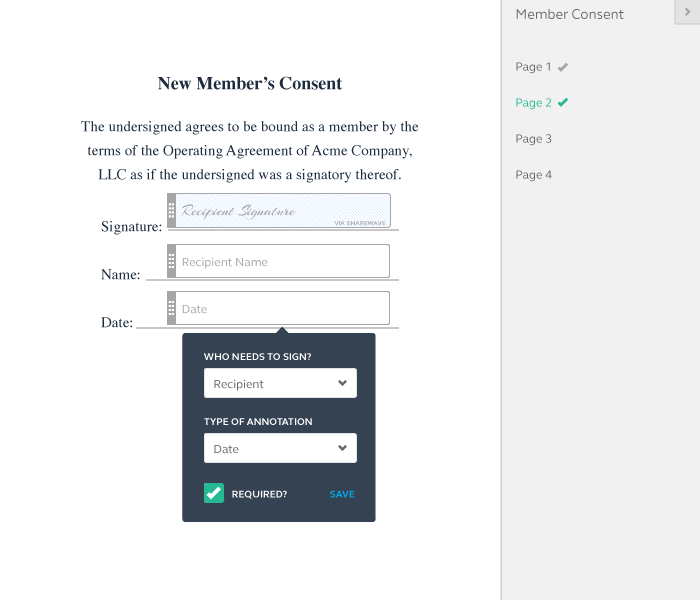 New Member’s Consent
The undersigned agrees to be bound as a member by the
terms of the Operating Agreement of Acme Company,
LLC as if the undersigned was a signatory thereof.
Signature: Recipient Signature
VIA SHAREWAVE
Name: Recipient Name
Date: Date
WHO NEEDS TO SIGN?
Recipient
TYPE OF ANNOTATION
Date
REQUIRED? SAVE
Member Consent
Page 1
Page 2
Page 3
Page 4